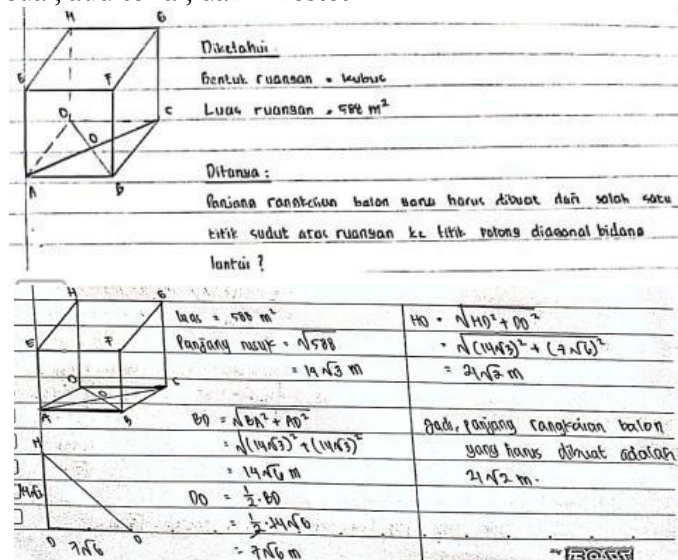 H G
Diketahui:
E F
Bentuk ruangan = kubus
D C
Luas ruangan = 588 m²
O
Ditanya:
A B
Panjang rangkaian balon yang harus dibuat dari salah satu
titik sudut atas ruangan ke titik potong diagonal bidang
lantai?
H G
luas = 588 m²
E F
Panjang rusuk = √588
= 14√3 m
D C
O
A B
BD = √BA² + AD²
= √(14√3)² + (14√3)²
= 14√6 m
DO = 1/2 · BD
= 1/2 · 14√6
= 7√6 m
H
14√3
D 7√6 O
HO = √HD² + DO²
= √(14√3)² + (7√6)²
= 21√2 m
Jadi, panjang rangkaian balon
yang harus dibuat adalah
21√2 m.